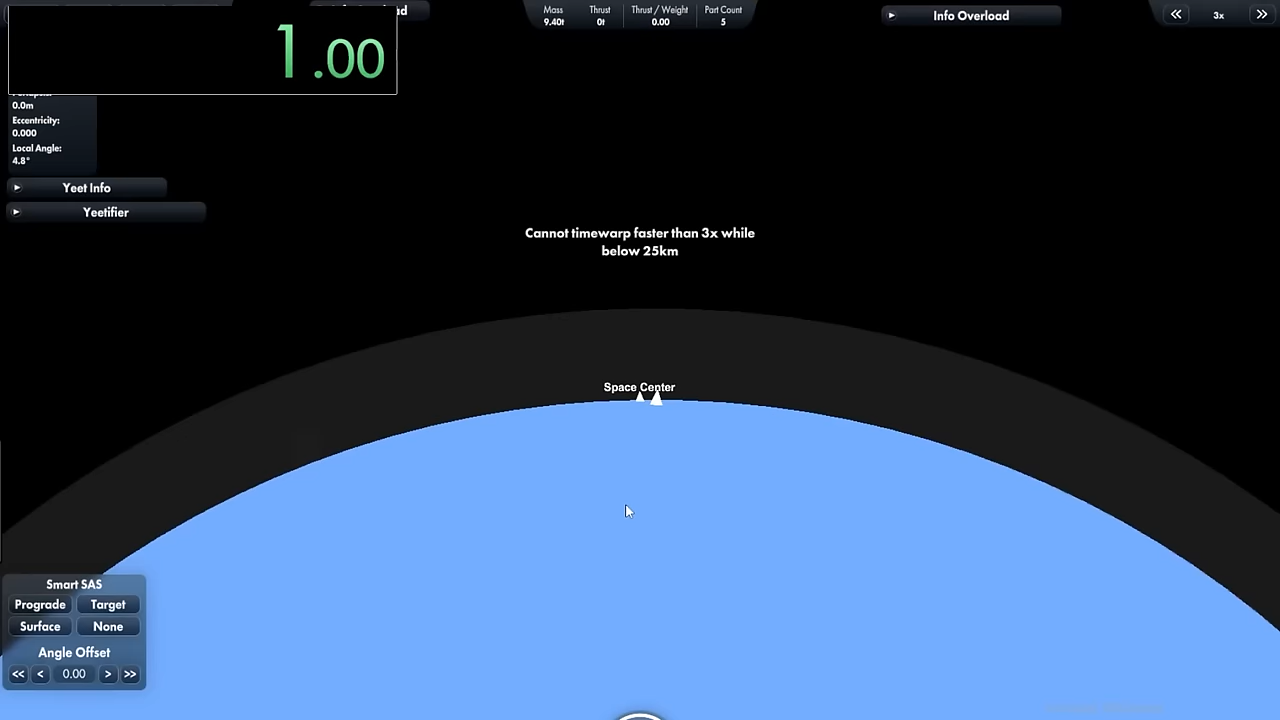 Mass
Thrust
Thrust / Weight
Part Count
9.40t
0t
0.00
5
Info Overload
3x
1.00
0.0m
Eccentricity:
0.000
Local Angle:
4.8°
Yeet Info
Yeetifier
Cannot timewarp faster than 3x while
below 25km
Space Center
Smart SAS
Prograde
Target
Surface
None
Angle Offset
<< < 0.00 > >>